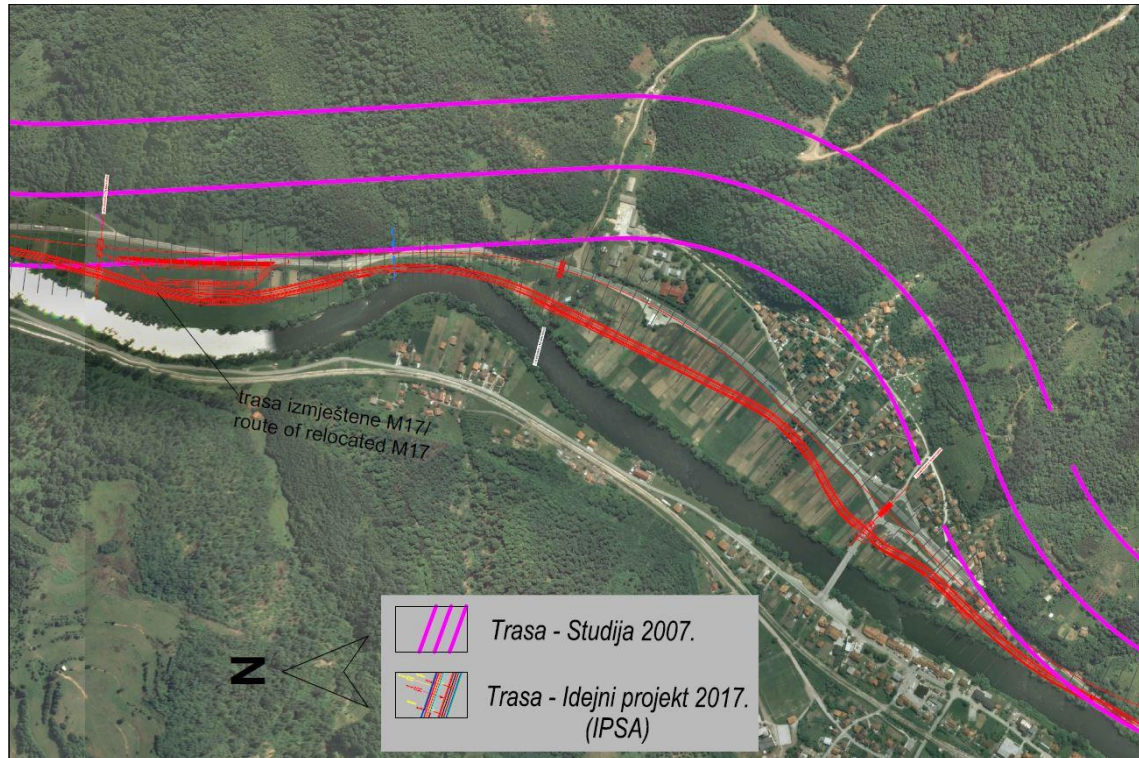 trasa izmještene M17/
route of relocated M17
N
Trasa - Studija 2007.
Trasa - Idejni projekt 2017.
(IPSA)